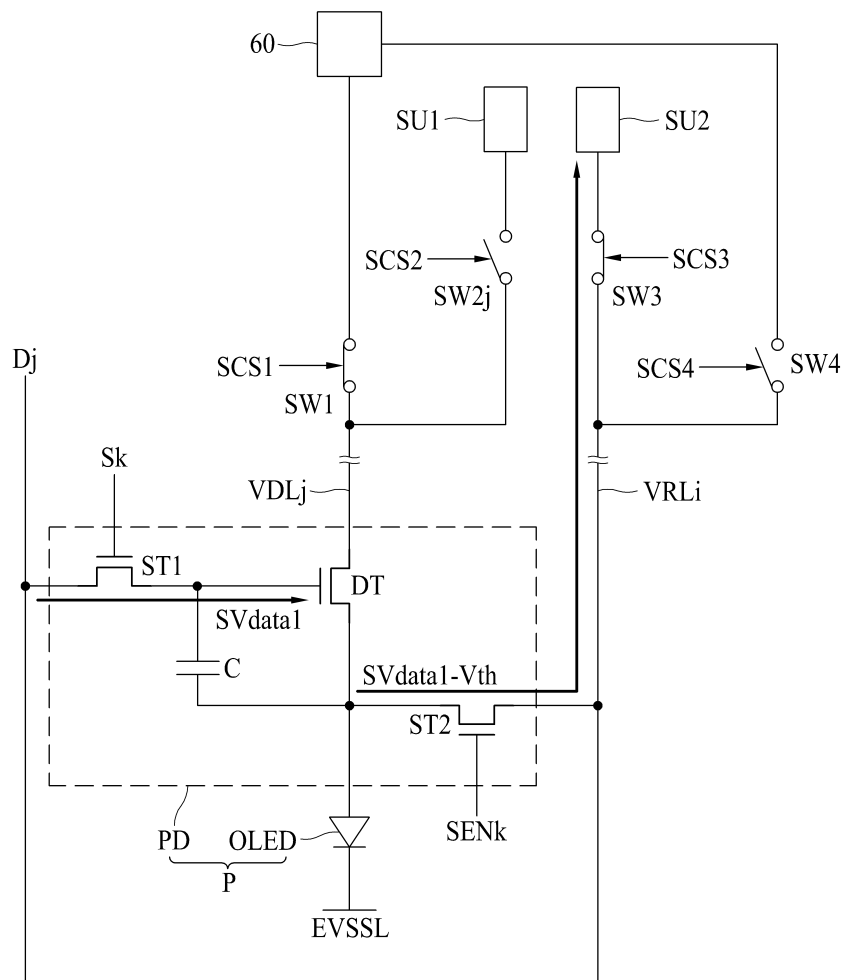 60
SU1
SU2
SCS2
SW2j
SCS3
SW3
Dj
SCS1
SW1
SCS4
SW4
Sk
VDLj
VRLi
ST1
DT
SVdata1
C
SVdata1-Vth
ST2
PD
OLED
SENk
P
EVSSL